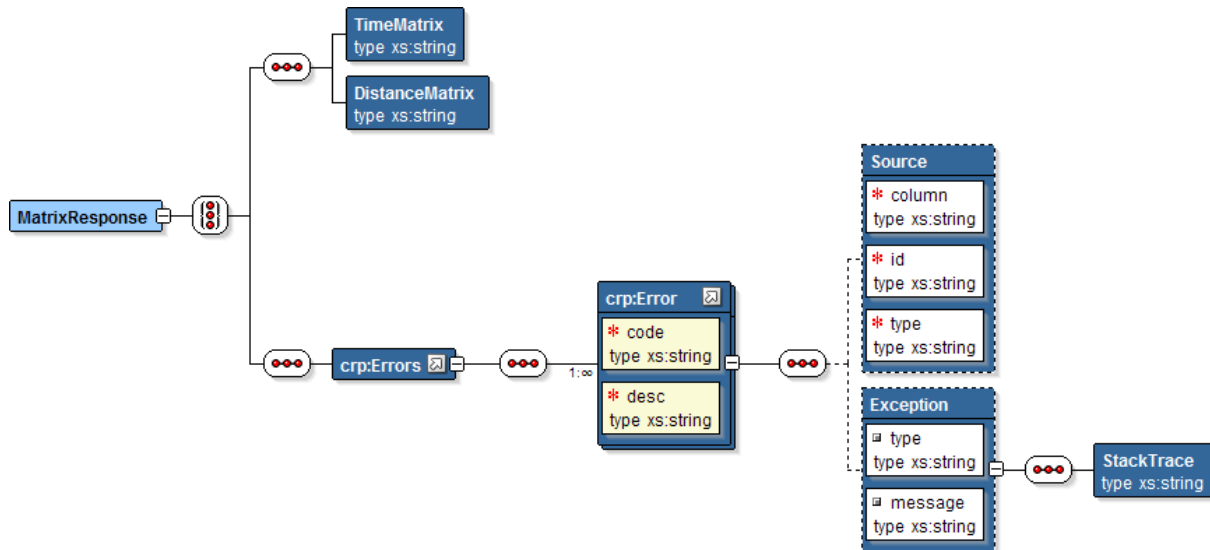 TimeMatrix
type xs:string
DistanceMatrix
type xs:string
MatrixResponse
crp:Errors
1:∞
crp:Error
* code
type xs:string
* desc
type xs:string
Source
* column
type xs:string
* id
type xs:string
* type
type xs:string
Exception
type
type xs:string
message
type xs:string
StackTrace
type xs:string